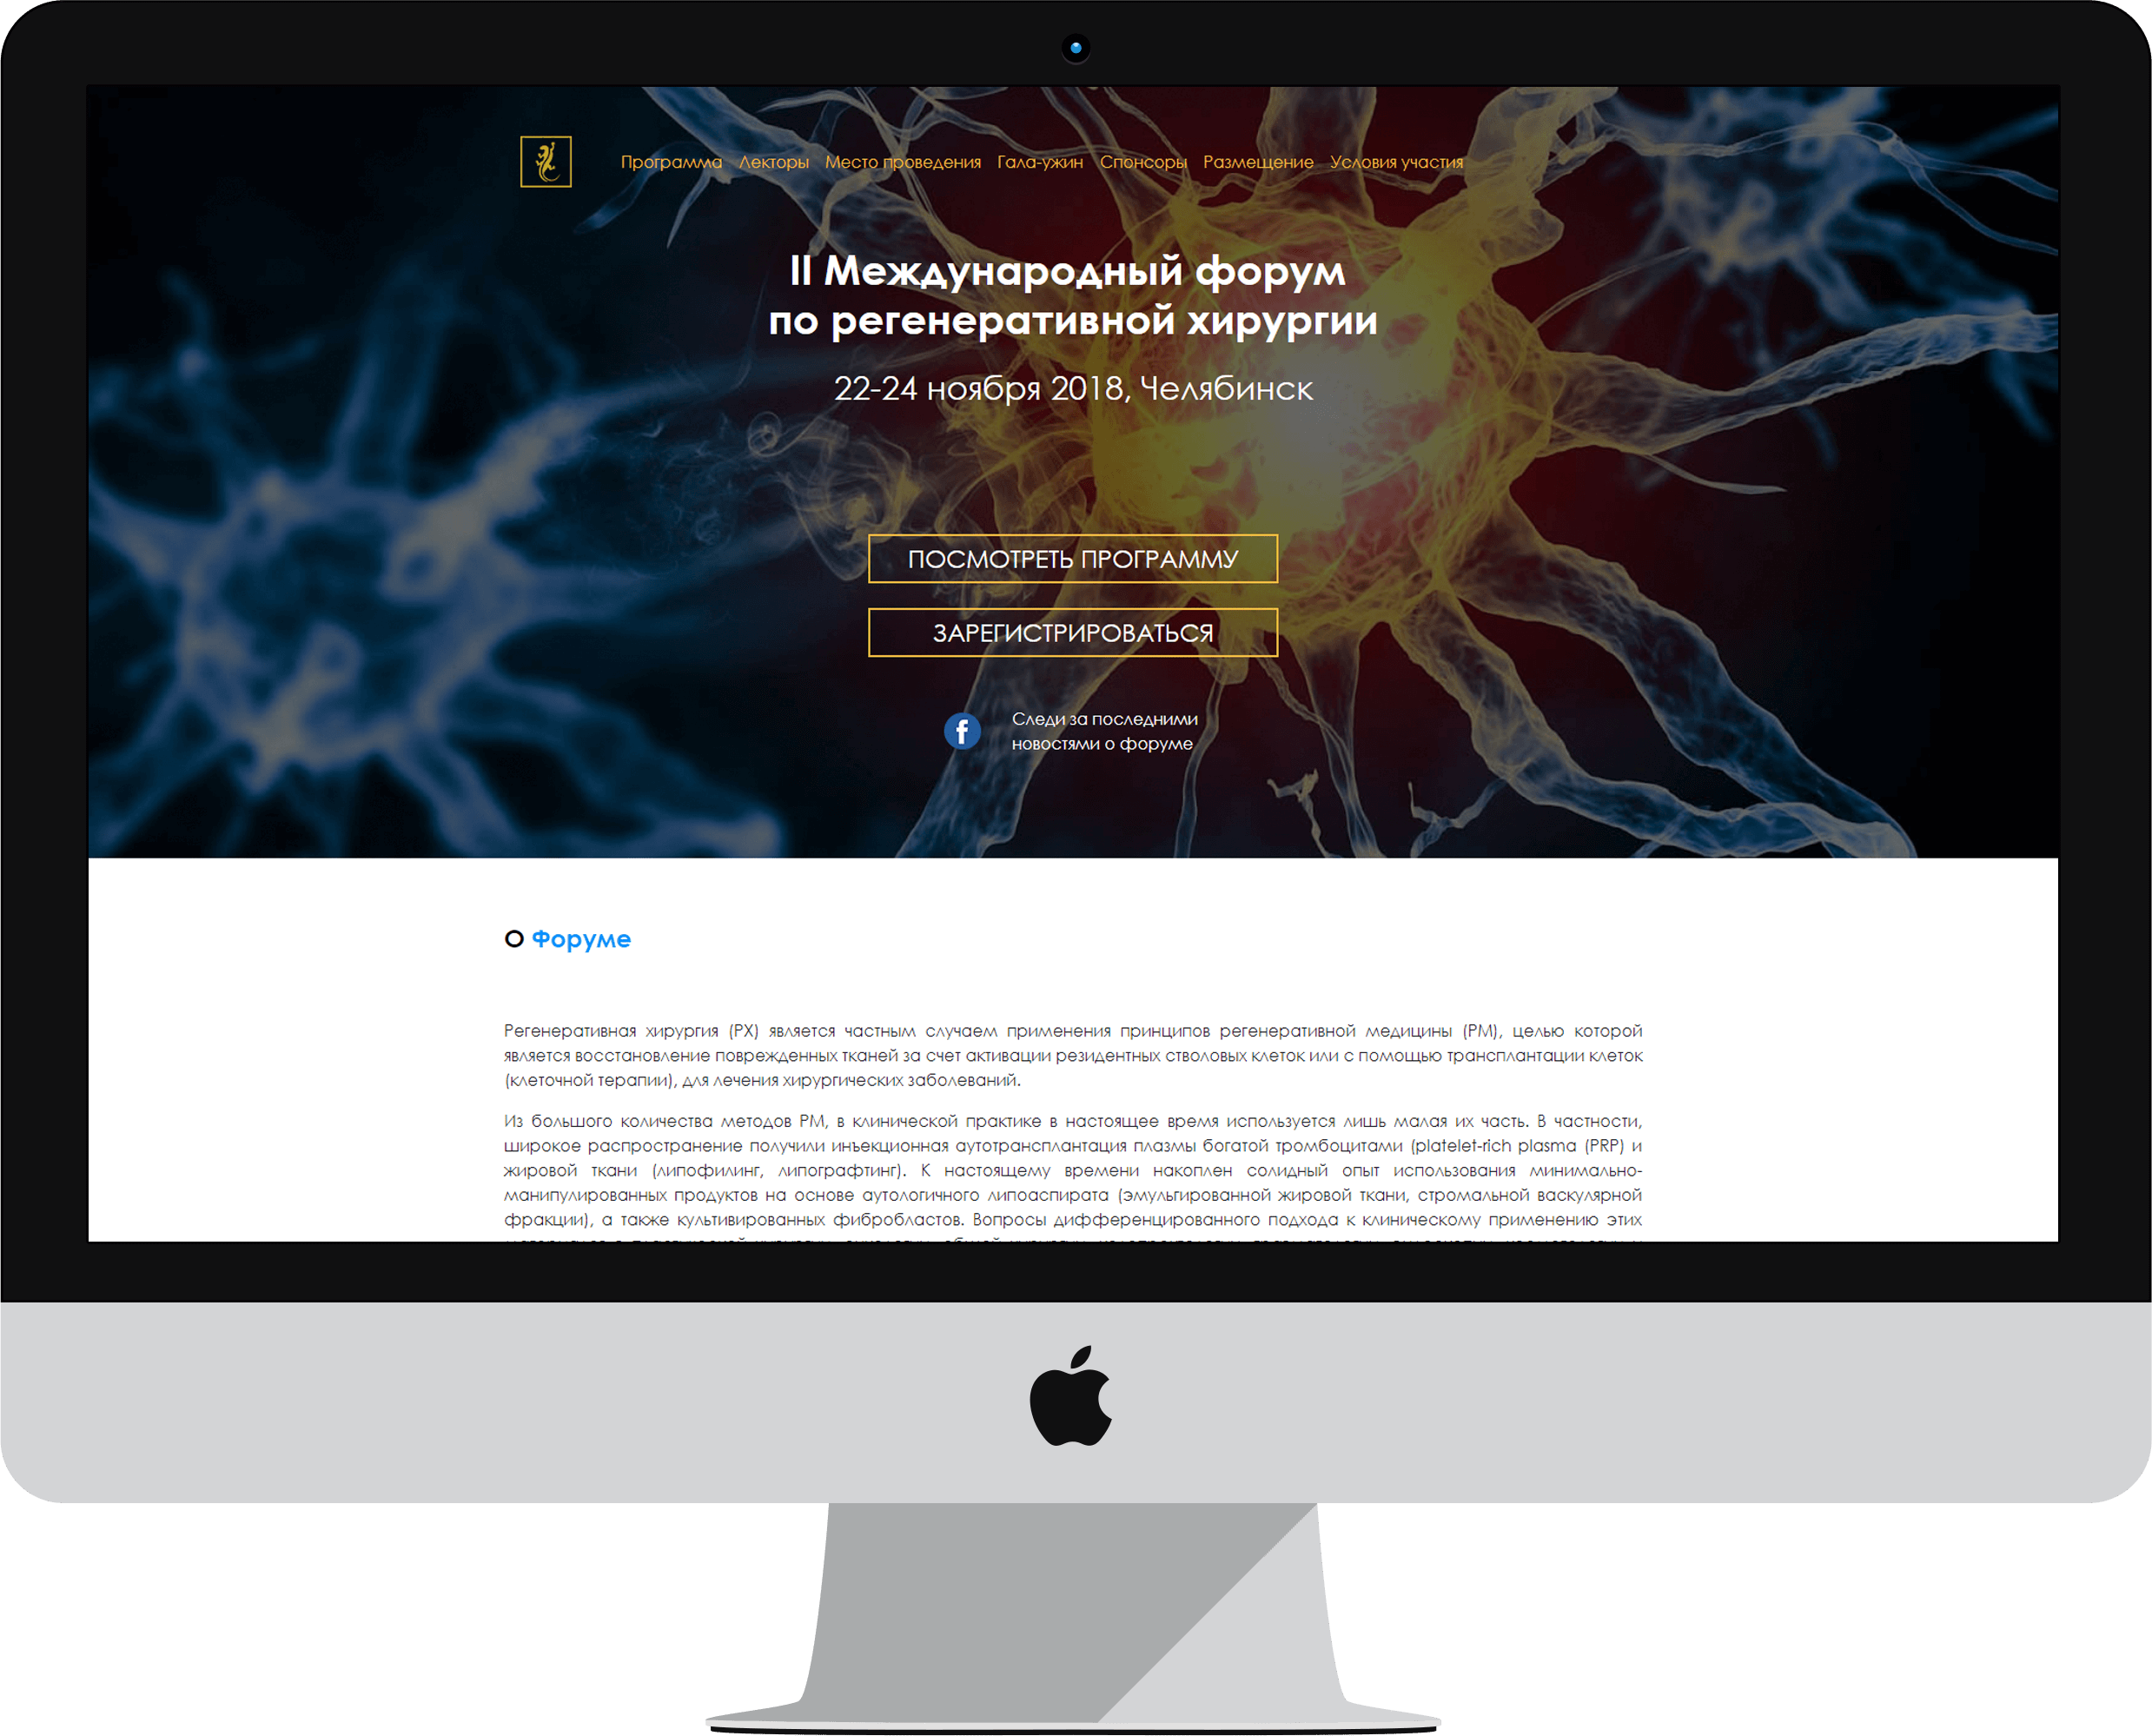 Программа Лекторы Место проведения Гала-ужин Спонсоры Размещение Условия участия
II Международный форум
по регенеративной хирургии
22-24 ноября 2018, Челябинск
ПОСМОТРЕТЬ ПРОГРАММУ
ЗАРЕГИСТРИРОВАТЬСЯ
Следи за последними
новостями о форуме
О Форуме
Регенеративная хирургия (РХ) является частным случаем применения принципов регенеративной медицины (РМ), целью которой
является восстановление поврежденных тканей за счет активации резидентных стволовых клеток или с помощью трансплантации клеток
(клеточной терапии), для лечения хирургических заболеваний.
Из большого количества методов РМ, в клинической практике в настоящее время используется лишь малая их часть. В частности,
широкое распространение получили инъекционная аутотрансплантация плазмы богатой тромбоцитами (platelet-rich plasma (PRP) и
жировой ткани (липофилинг, липографтинг). К настоящему времени накоплен солидный опыт использования минимально-
манипулированных продуктов на основе аутологичного липоаспирата (эмульгированной жировой ткани, стромальной васкулярной
фракции), а также культивированных фибробластов. Вопросы дифференцированного подхода к клиническому применению этих